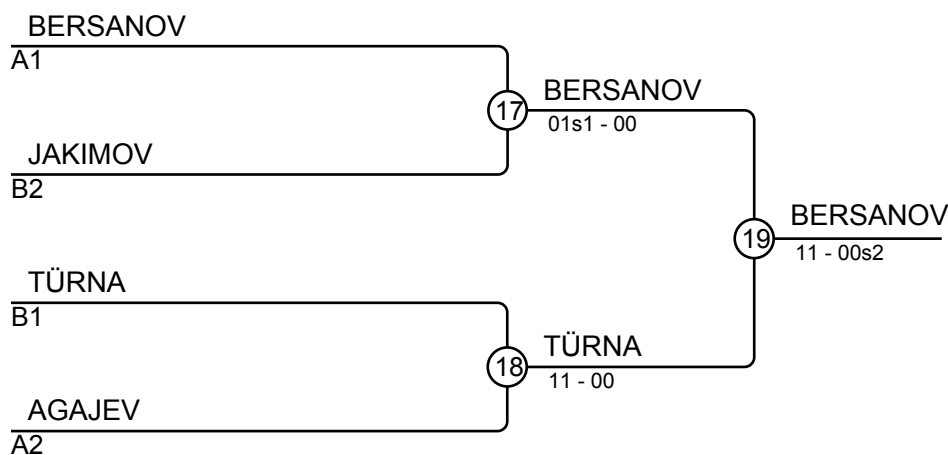 BERSANOV
A1
17
BERSANOV
01s1 - 00
JAKIMOV
B2
19
BERSANOV
11 - 00s2
TÜRNA
B1
18
TÜRNA
11 - 00
AGAJEV
A2